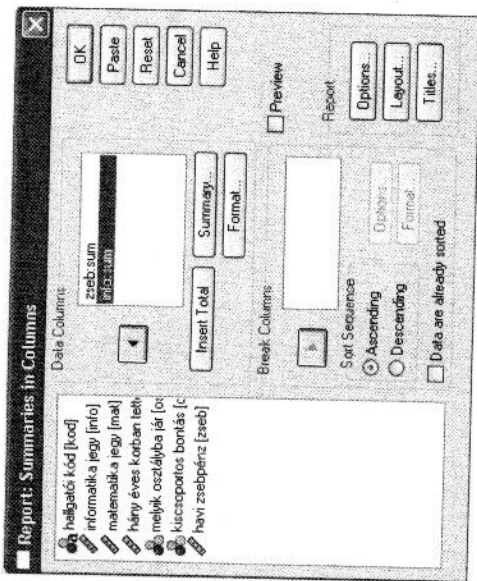 Report: Summaries in Columns
hallgatói kód [kod]
informatika jegy [info]
matematika jegy [mat]
hány éves korban tette
melyik osztályba jár [os
kiscsoportos bontás [c
havi zsebpénz [zseb]
Data Columns
zseb:sum
info:sum
Insert Total
Summary...
Format...
Break Columns
Sort Sequence
Ascending
Descending
Data are already sorted
Options...
Format...
OK
Paste
Reset
Cancel
Help
Preview
Report
Options...
Layout...
Titles...